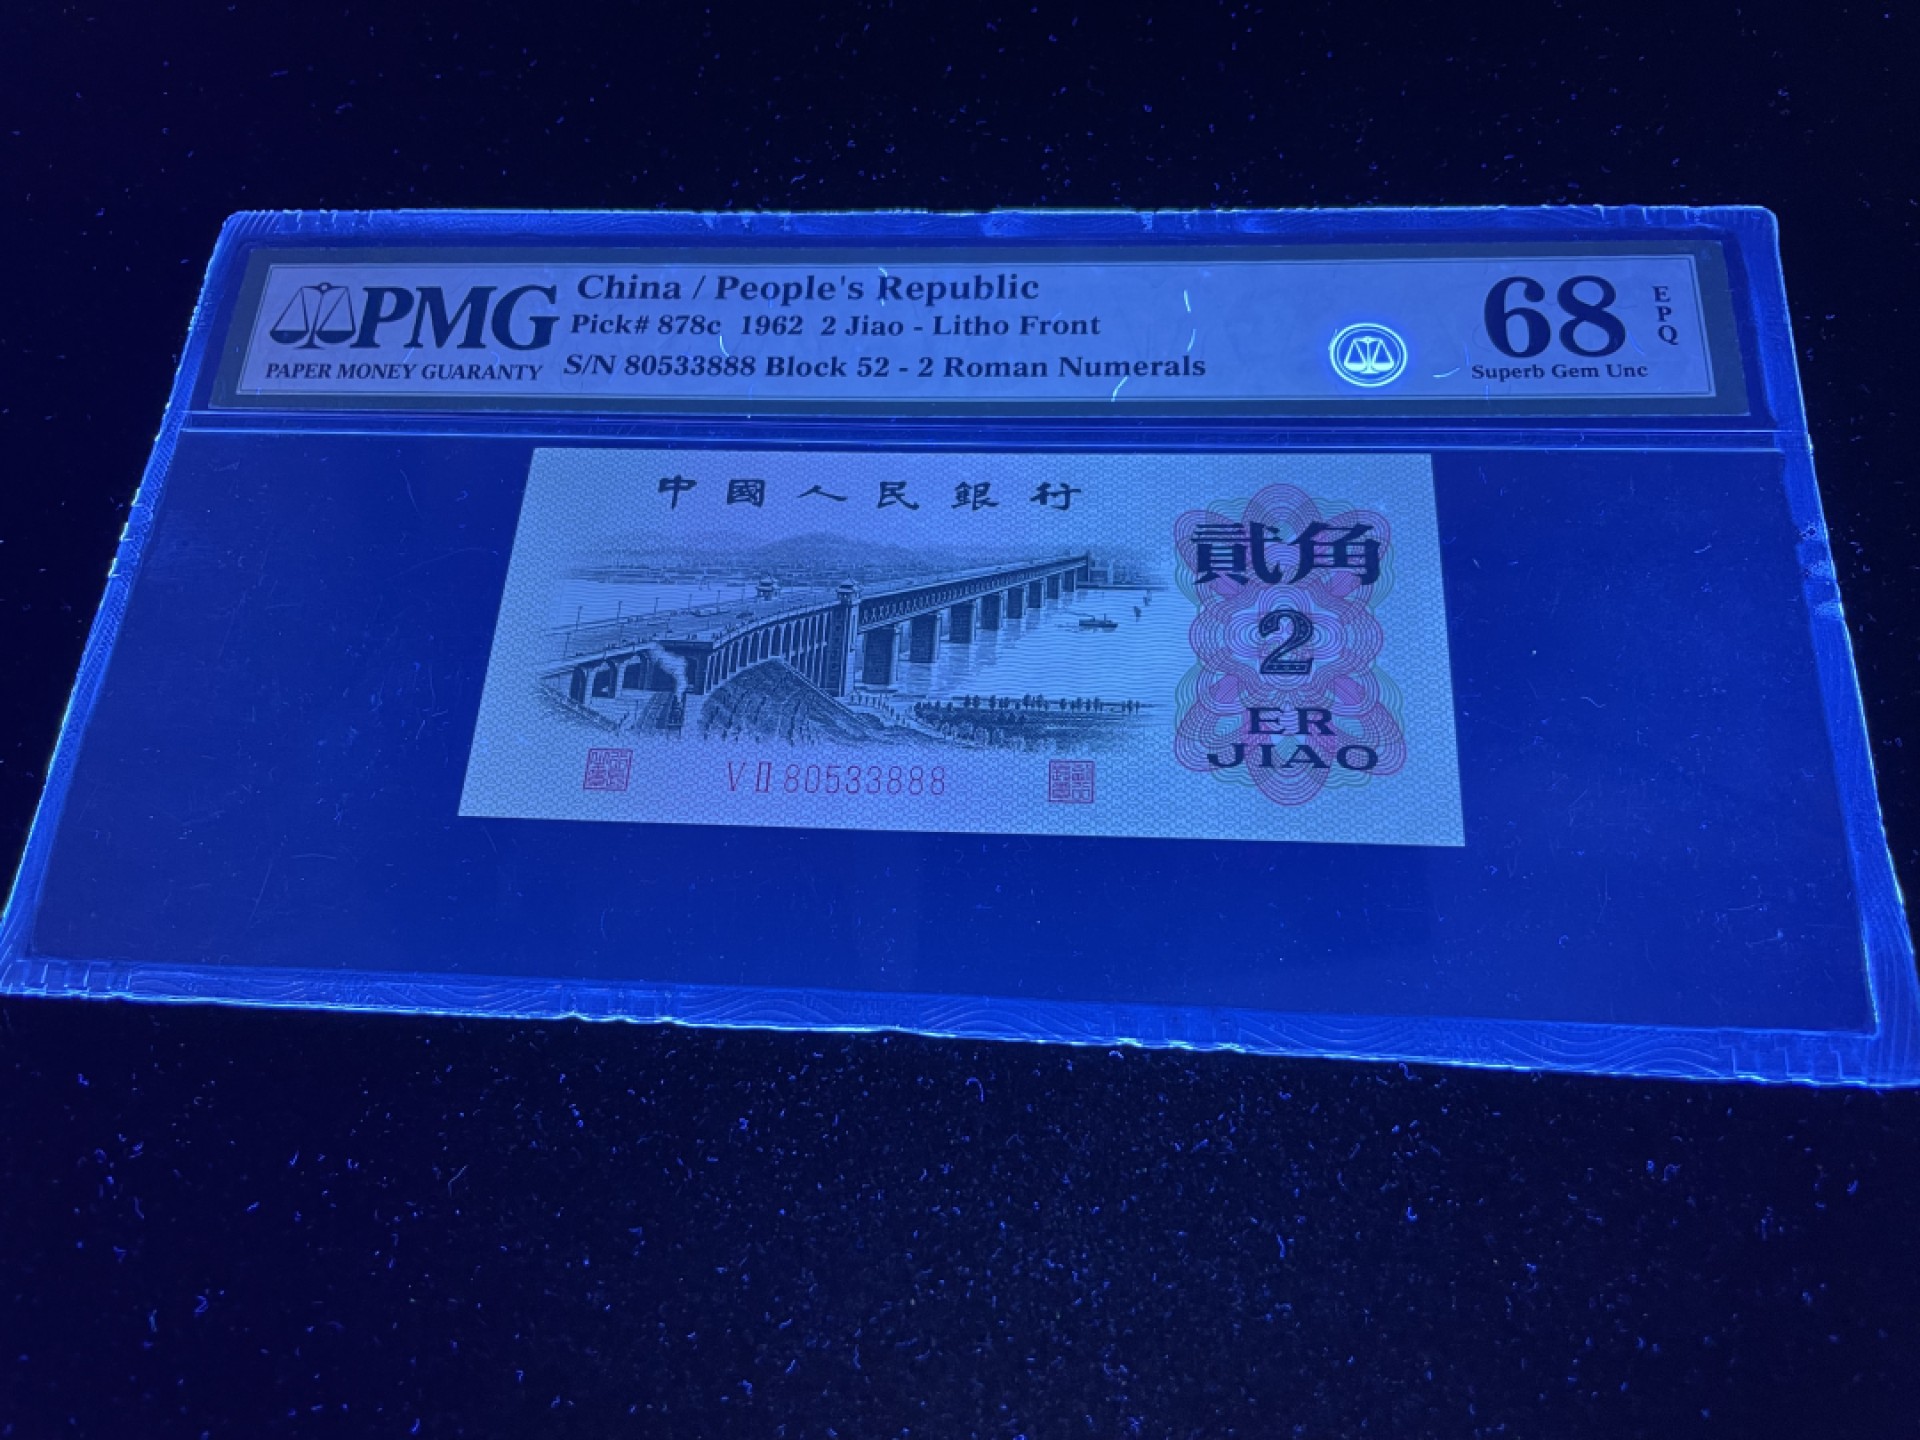 PMG
PAPER MONEY GUARANTY
China / People's Republic
Pick# 878c 1962 2 Jiao - Litho Front
S/N 80533888 Block 52 - 2 Roman Numerals
68
EPQ
Superb Gem Unc
中國人民銀行
貳角
2
ER
JIAO
VII 80533888